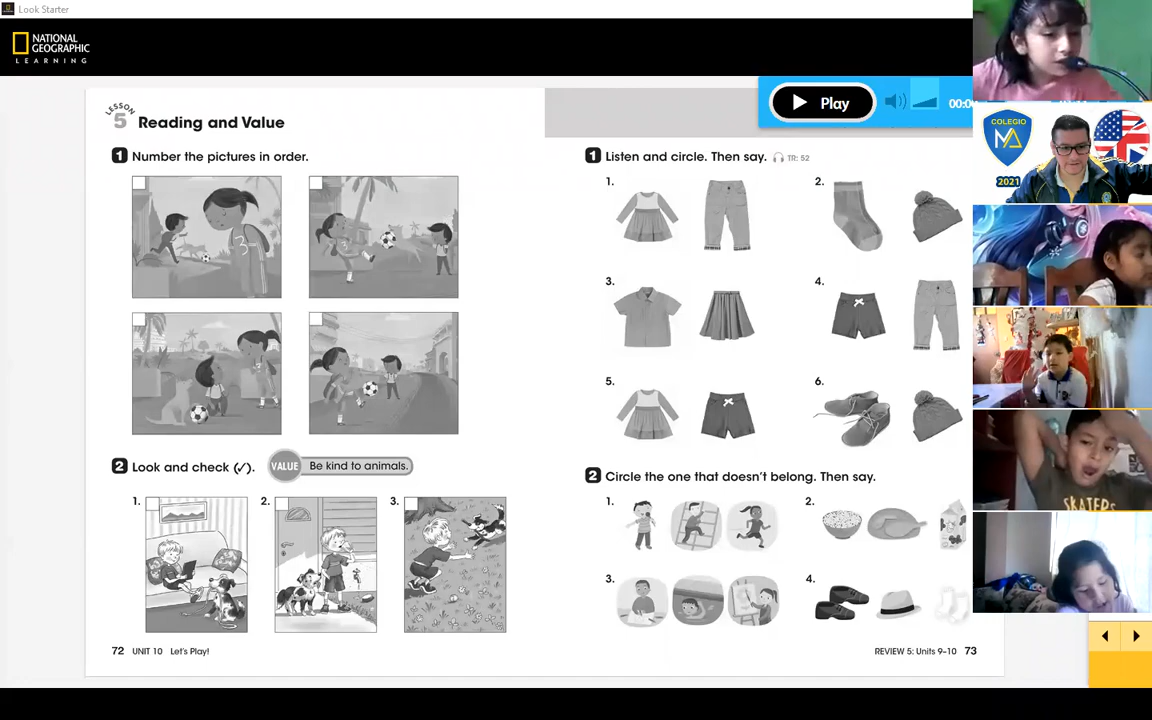 Look Starter
NATIONAL
GEOGRAPHIC
LEARNING
LESSON
5 Reading and Value
1 Number the pictures in order.
2 Look and check (✓). VALUE Be kind to animals.
1. 2. 3.
72 UNIT 10 Let's Play!
Play 00:0
1 Listen and circle. Then say. TR: 52
1. 2.
3. 4.
5. 6.
2 Circle the one that doesn't belong. Then say.
1. 2.
3. 4.
REVIEW 5: Units 9–10 73
COLEGIO
MA
2021
SKATERS